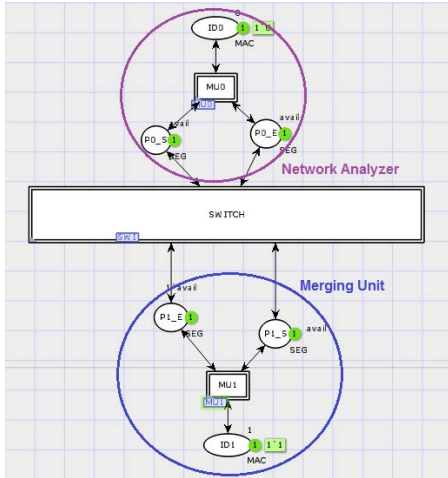 0
ID0 1 1`0
MAC
MU0
MU0
avail
avail
P0_S 1
P0_E 1
SEG
SEG
Network Analyzer
SWITCH
SW1
Merging Unit
1`avail
P1_E 1
P1_S 1
avail
SEG
SEG
MU1
MU1
1
ID1 1 1`1
MAC